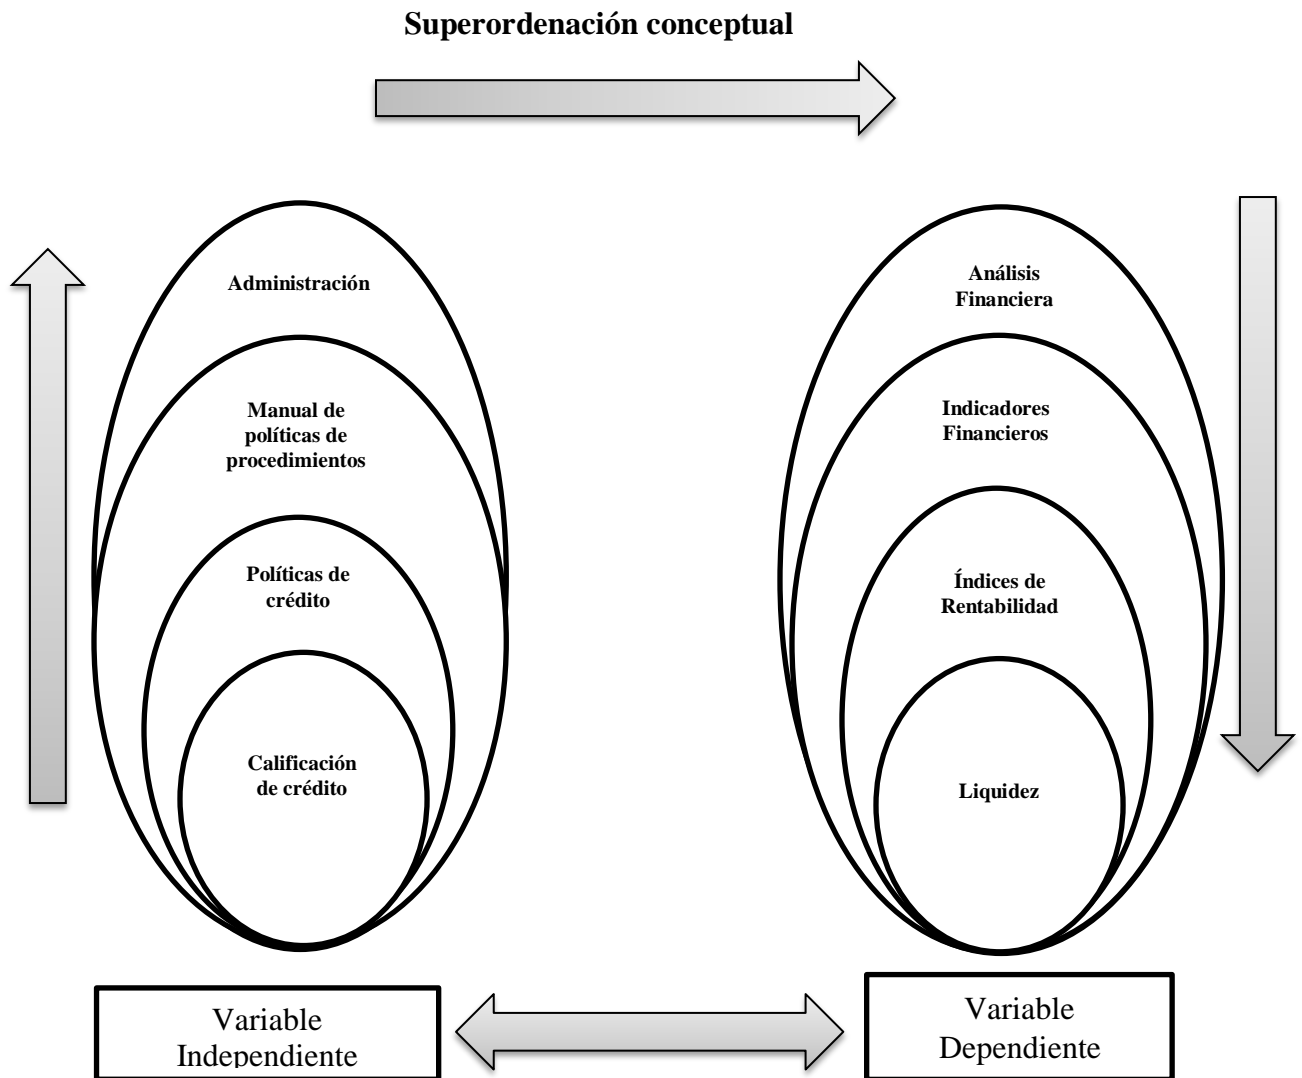 Superordenación conceptual
Administración
Manual de
políticas de
procedimientos
Políticas de
crédito
Calificación
de crédito
Análisis
Financiera
Indicadores
Financieros
Índices de
Rentabilidad
Liquidez
Variable
Independiente
Variable
Dependiente